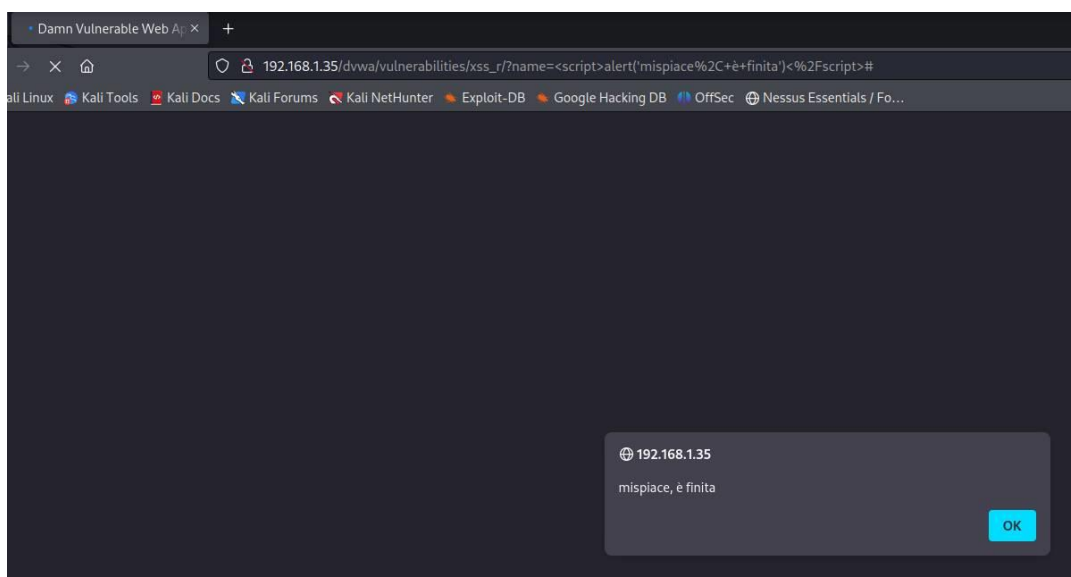 Damn Vulnerable Web Ap
192.168.1.35/dvwa/vulnerabilities/xss_r/?name=<script>alert('mispiace%2C+è+finita')<%2Fscript>#
ali Linux Kali Tools Kali Docs Kali Forums Kali NetHunter Exploit-DB Google Hacking DB OffSec Nessus Essentials / Fo...
192.168.1.35
mispiace, è finita
OK